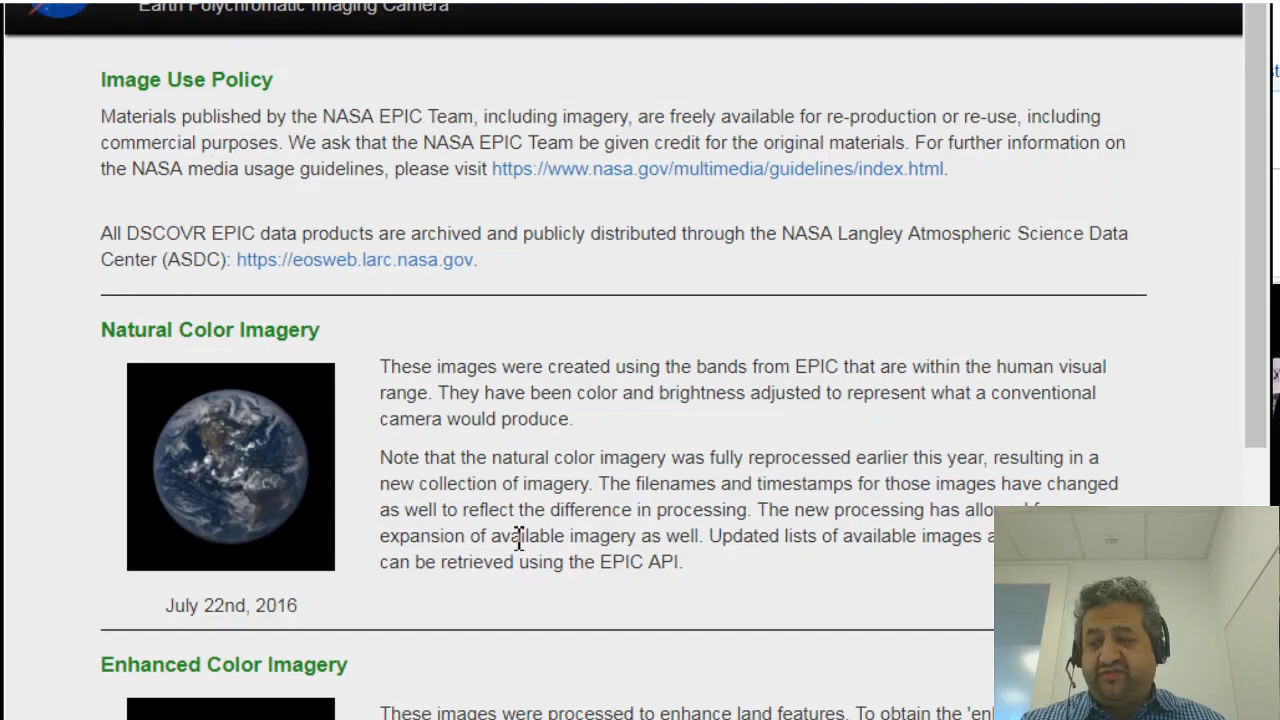 Earth Polychromatic Imaging Camera
Image Use Policy
Materials published by the NASA EPIC Team, including imagery, are freely available for re-production or re-use, including
commercial purposes. We ask that the NASA EPIC Team be given credit for the original materials. For further information on
the NASA media usage guidelines, please visit https://www.nasa.gov/multimedia/guidelines/index.html.
All DSCOVR EPIC data products are archived and publicly distributed through the NASA Langley Atmospheric Science Data
Center (ASDC): https://eosweb.larc.nasa.gov.
Natural Color Imagery
These images were created using the bands from EPIC that are within the human visual
range. They have been color and brightness adjusted to represent what a conventional
camera would produce.
Note that the natural color imagery was fully reprocessed earlier this year, resulting in a
new collection of imagery. The filenames and timestamps for those images have changed
as well to reflect the difference in processing. The new processing has
expansion of available imagery as well. Updated lists of available images
can be retrieved using the EPIC API.
July 22nd, 2016
Enhanced Color Imagery
These images were processed to enhance land features. To obtain the